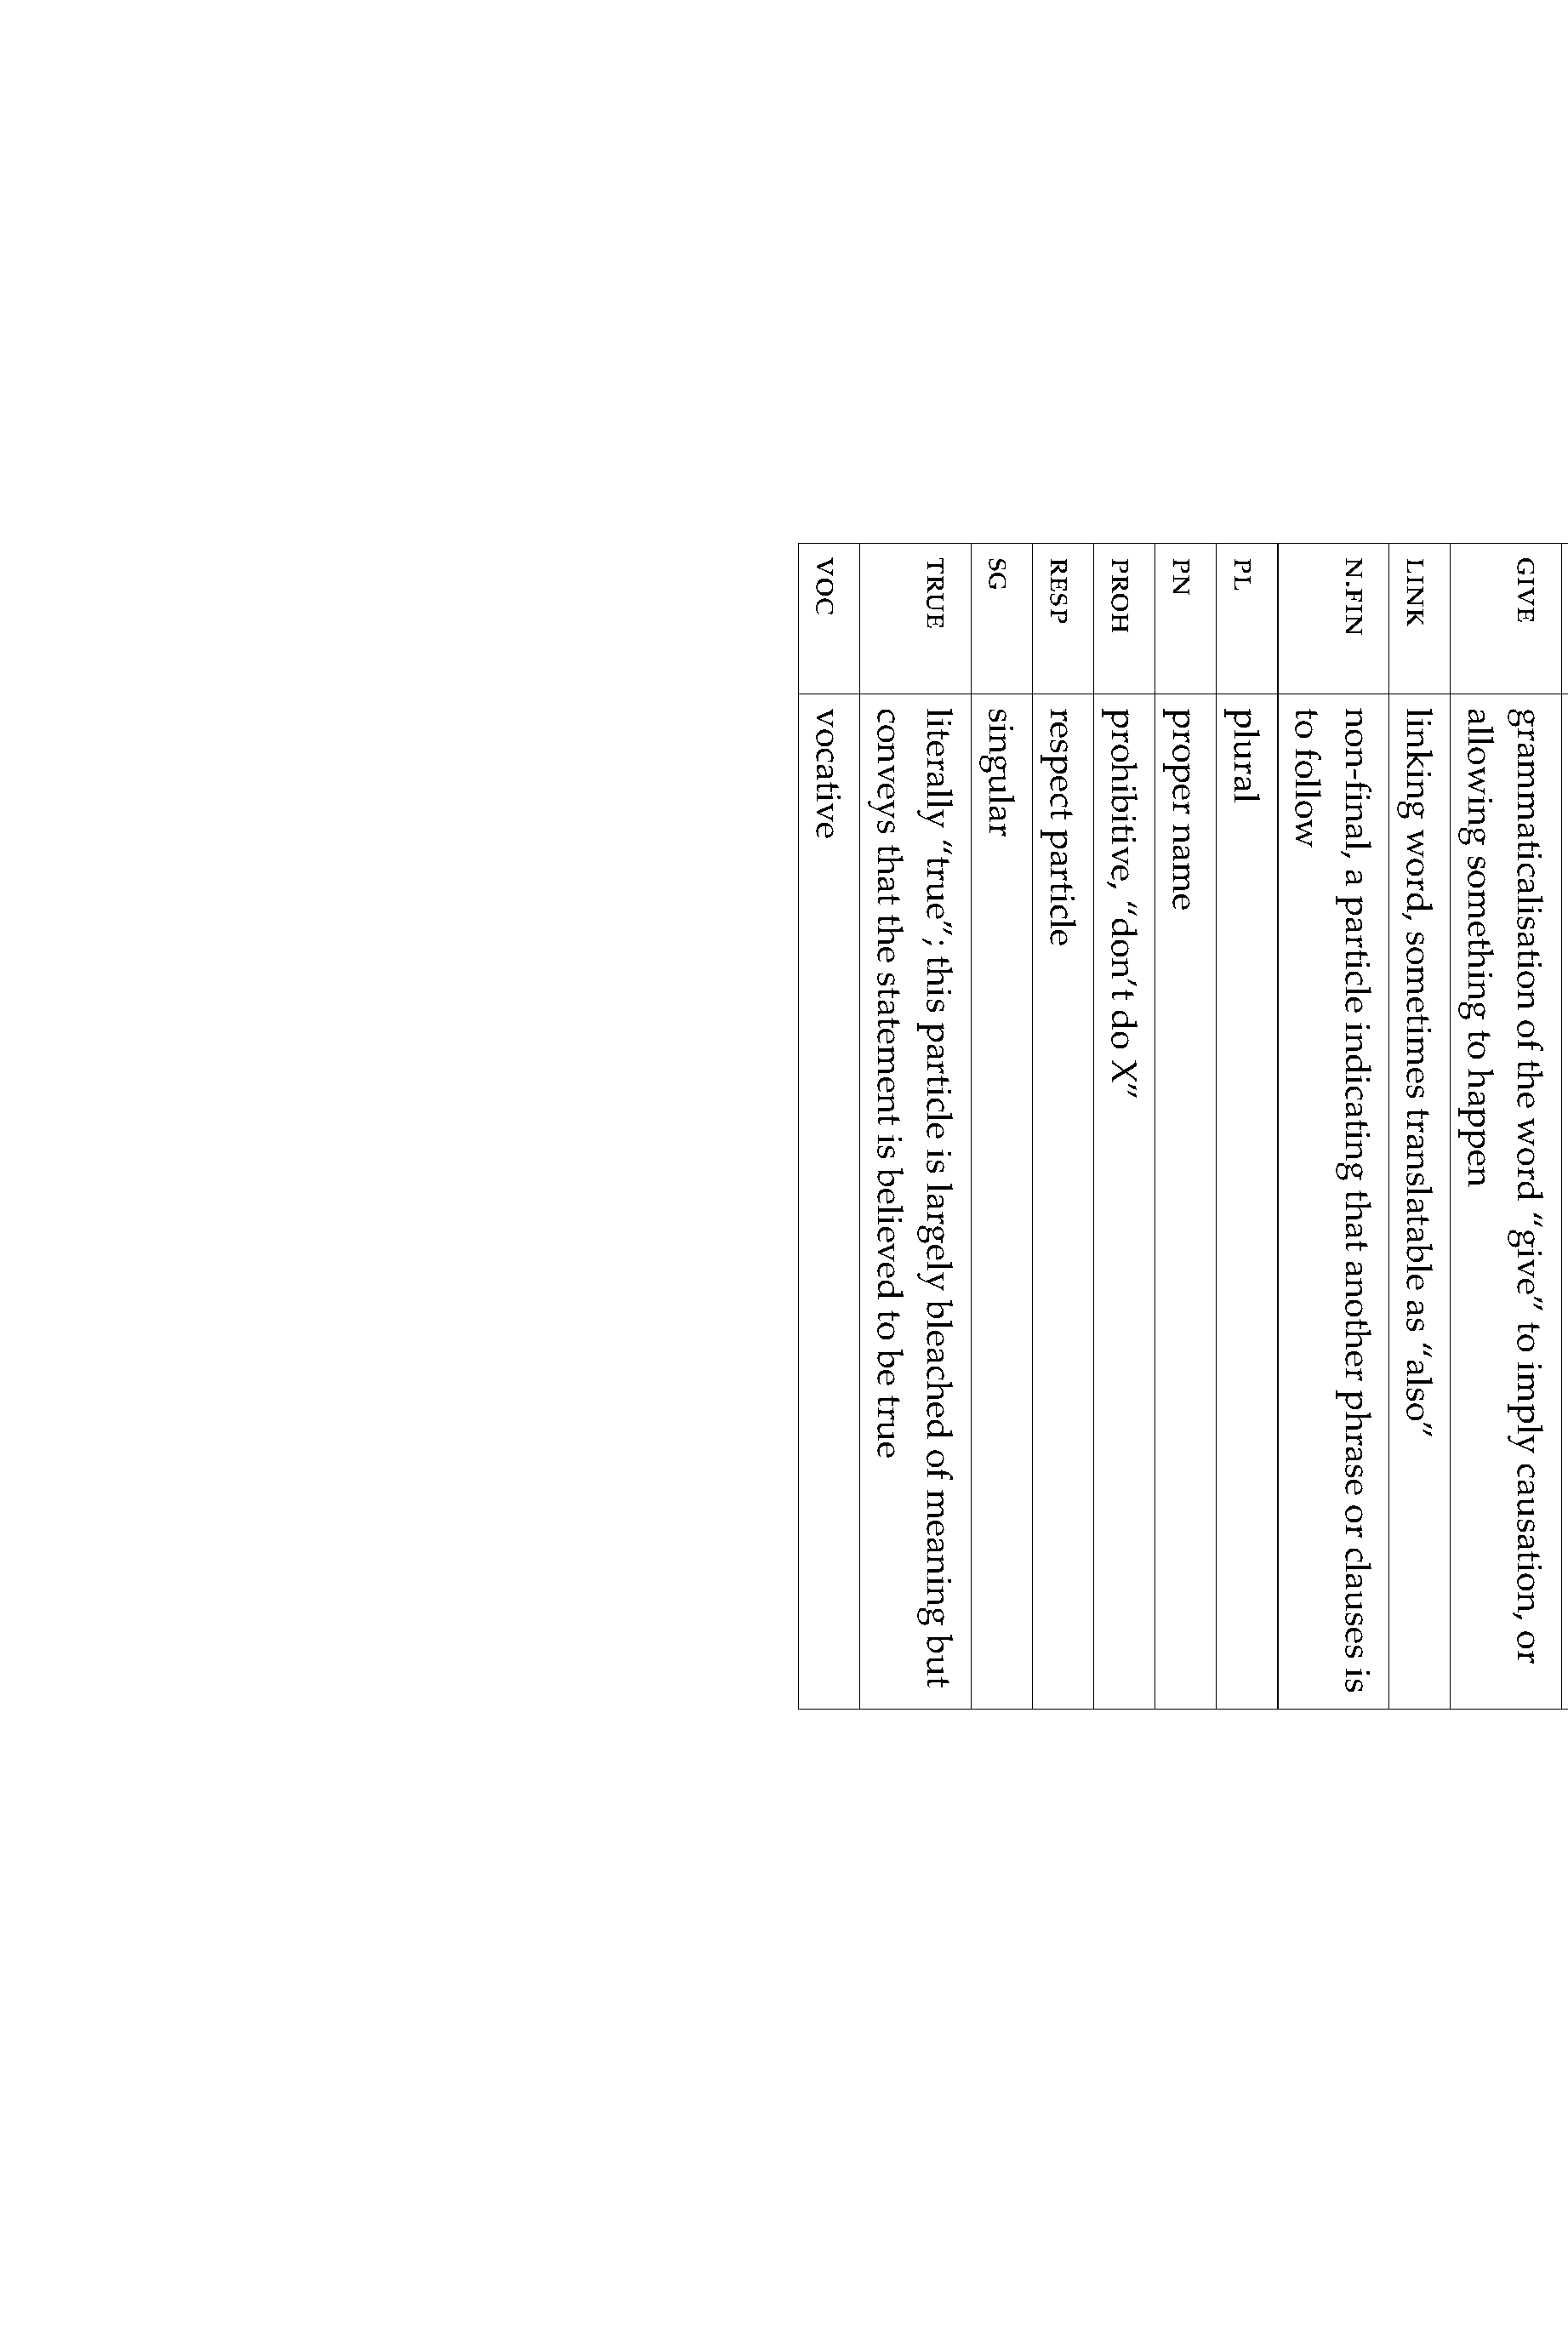 GIVE grammaticalisation of the word “give” to imply causation, or
allowing something to happen
LINK linking word, sometimes translatable as “also”
N.FIN non-final, a particle indicating that another phrase or clauses is
to follow
PL plural
PN proper name
PROH prohibitive, “don’t do X”
RESP respect particle
SG singular
TRUE literally “true”; this particle is largely bleached of meaning but
conveys that the statement is believed to be true
VOC vocative